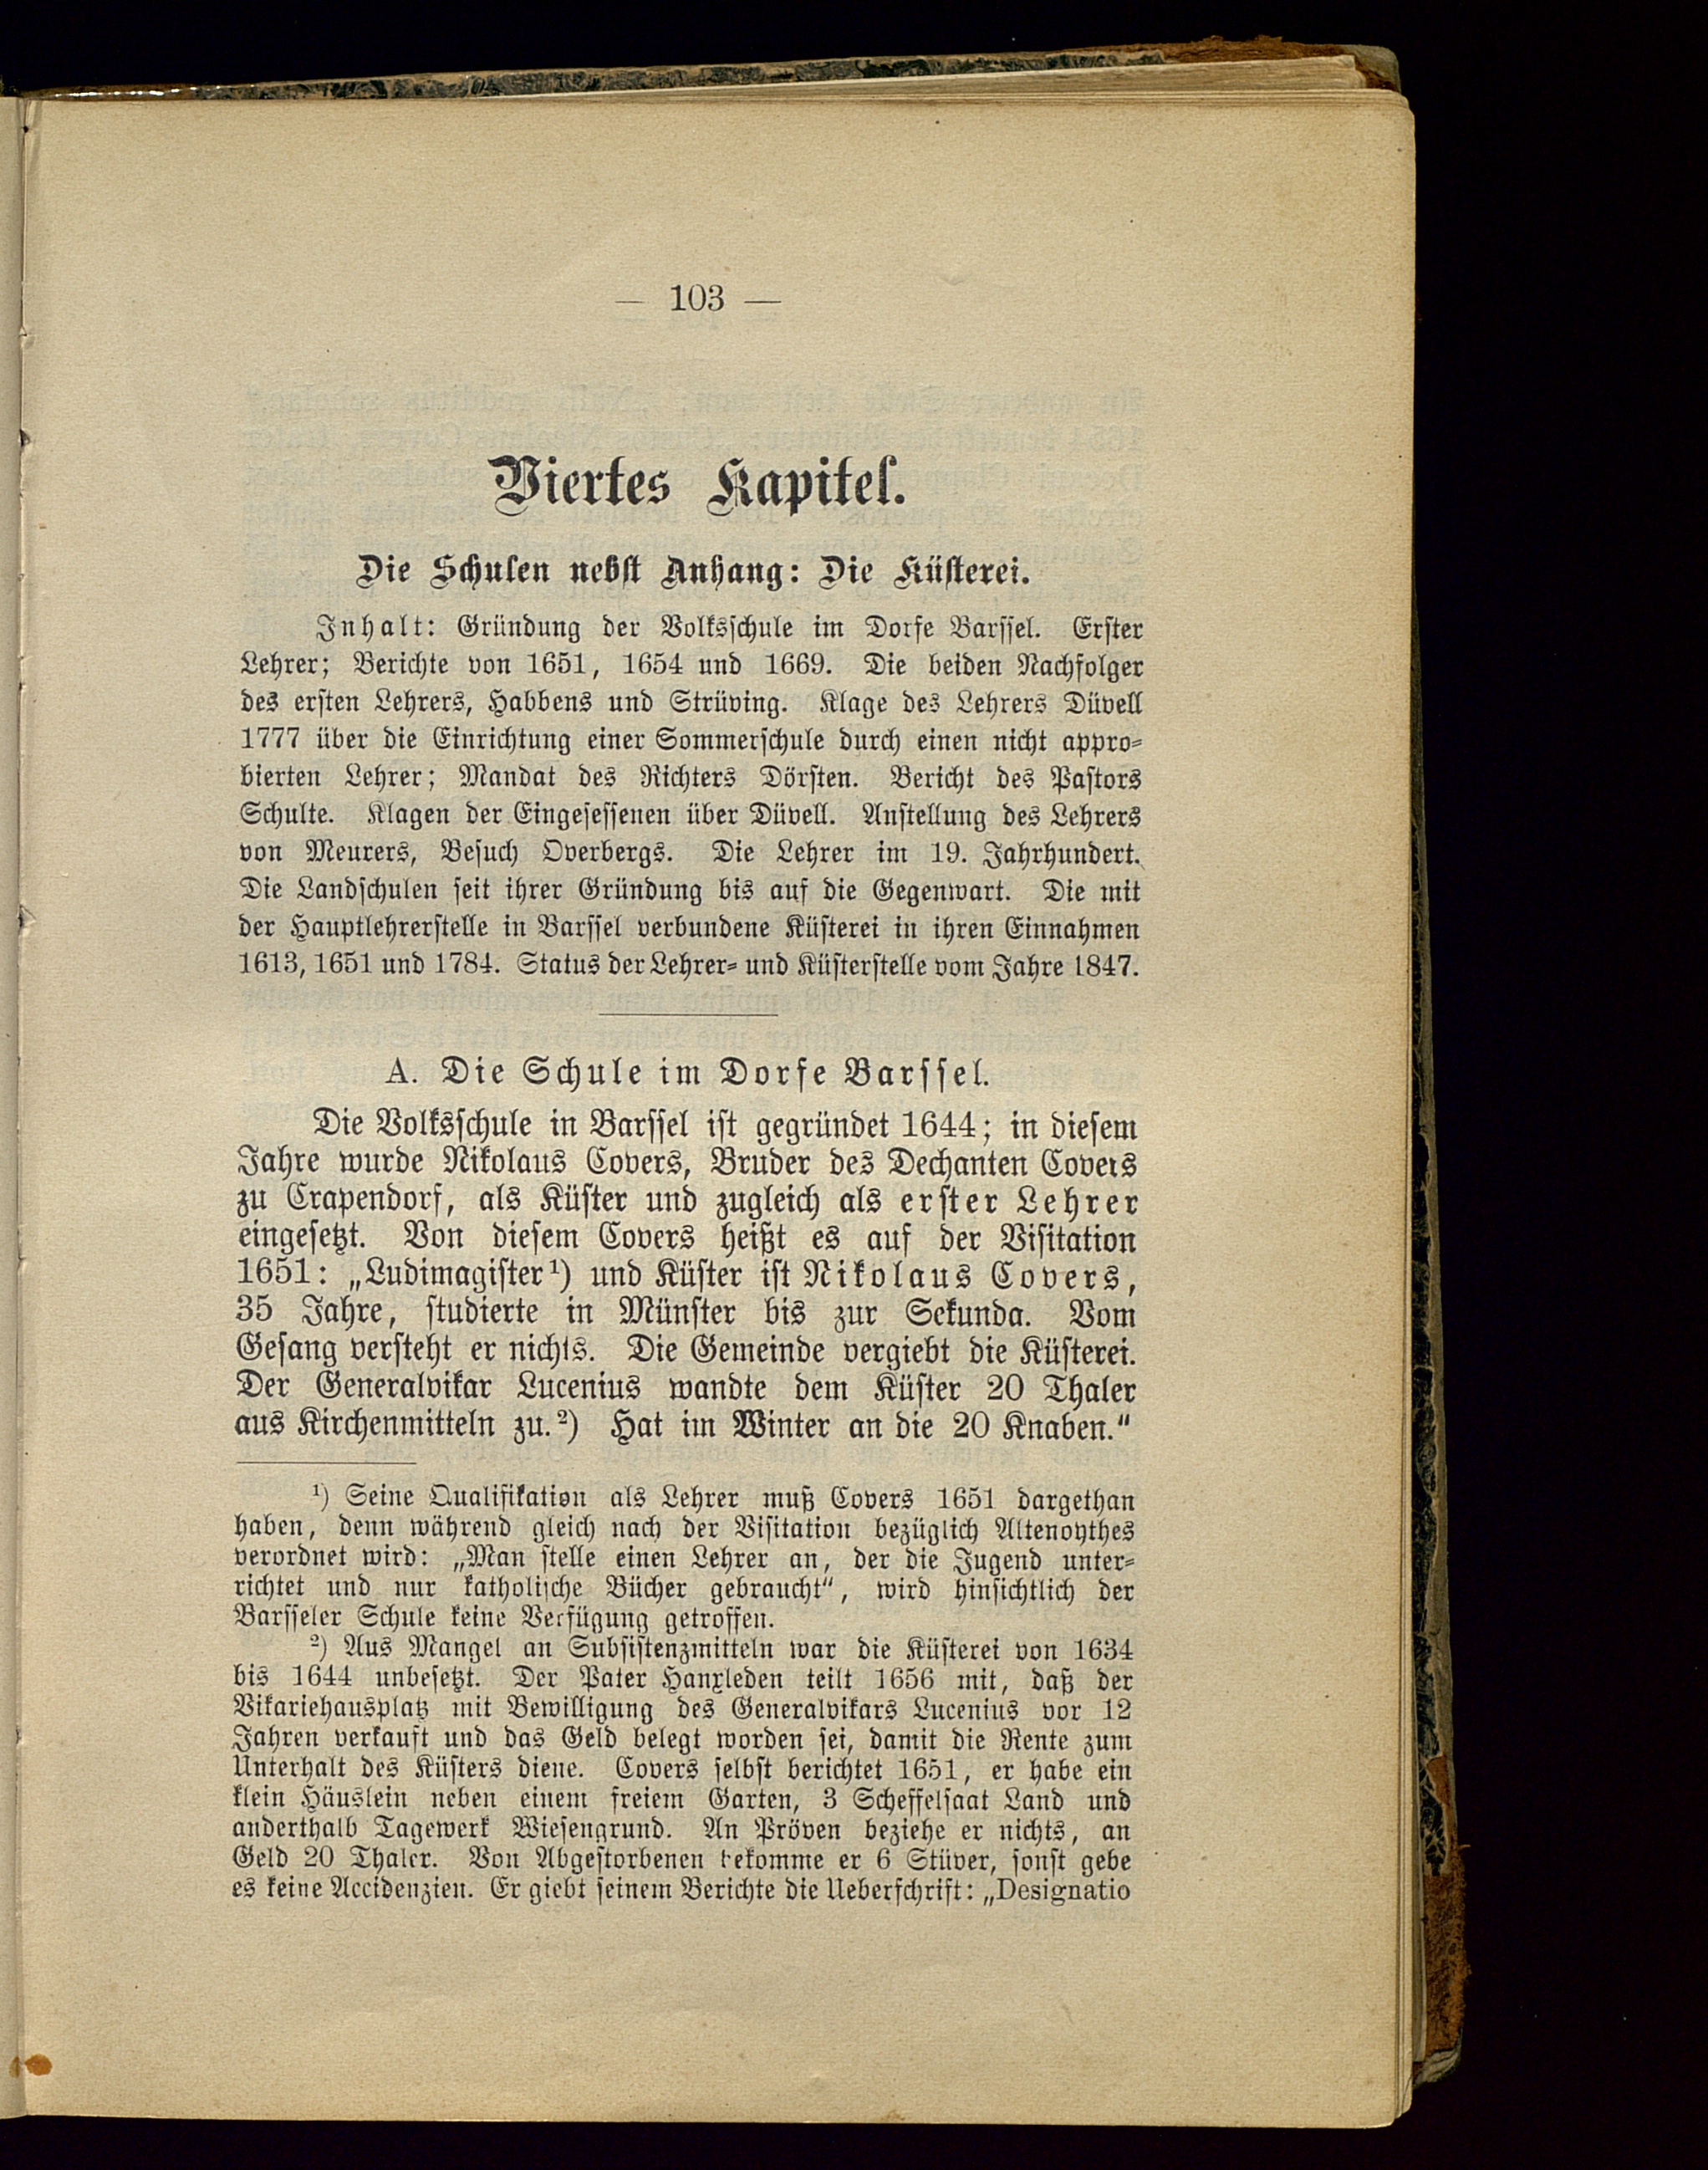 — 103 —
Viertes Kapitel.
Die Schulen nebst Anhang: Die Küsterei.
Inhalt: Gründung der Volksschule im Dorfe Barssel. Erster
Lehrer; Berichte von 1651, 1654 und 1669. Die beiden Nachfolger
des ersten Lehrers, Habbens und Strüving. Klage des Lehrers Düvell
1777 über die Einrichtung einer Sommerschule durch einen nicht appro-
bierten Lehrer; Mandat des Richters Dörsten. Bericht des Pastors
Schulte. Klagen der Eingesessenen über Düvell. Anstellung des Lehrers
von Meurers, Besuch Overbergs. Die Lehrer im 19. Jahrhundert.
Die Landschulen seit ihrer Gründung bis auf die Gegenwart. Die mit
der Hauptlehrerstelle in Barssel verbundene Küsterei in ihren Einnahmen
1613, 1651 und 1784. Status der Lehrer- und Küsterstelle vom Jahre 1847.
A. Die Schule im Dorfe Barssel.
Die Volksschule in Barssel ist gegründet 1644; in diesem
Jahre wurde Nikolaus Covers, Bruder des Dechanten Covers
zu Crapendorf, als Küster und zugleich als erster Lehrer
eingesetzt. Von diesem Covers heißt es auf der Visitation
1651: „Ludimagister¹) und Küster ist Nikolaus Covers,
35 Jahre, studierte in Münster bis zur Sekunda. Vom
Gesang versteht er nichts. Die Gemeinde vergiebt die Küsterei.
Der Generalvikar Lucenius wandte dem Küster 20 Thaler
aus Kirchenmitteln zu.²) Hat im Winter an die 20 Knaben.“
¹) Seine Qualifikation als Lehrer muß Covers 1651 dargethan
haben, denn während gleich nach der Visitation bezüglich Altenoythes
verordnet wird: „Man stelle einen Lehrer an, der die Jugend unter-
richtet und nur katholische Bücher gebraucht“, wird hinsichtlich der
Barsseler Schule keine Verfügung getroffen.
²) Aus Mangel an Subsistenzmitteln war die Küsterei von 1634
bis 1644 unbesetzt. Der Pater Hanxleden teilt 1656 mit, daß der
Vikariehausplatz mit Bewilligung des Generalvikars Lucenius vor 12
Jahren verkauft und das Geld belegt worden sei, damit die Rente zum
Unterhalt des Küsters diene. Covers selbst berichtet 1651, er habe ein
klein Häuslein neben einem freiem Garten, 3 Scheffelsaat Land und
anderthalb Tagewerk Wiesengrund. An Pröven beziehe er nichts, an
Geld 20 Thaler. Von Abgestorbenen bekomme er 6 Stüver, sonst gebe
es keine Accidenzien. Er giebt seinem Berichte die Ueberschrift: „Designatio